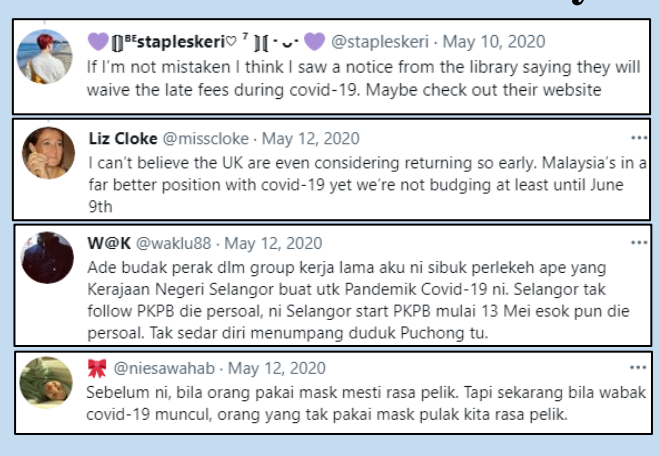 💜〚〛ᴮᴱstapleskeri♡ ⁷ 〛〚 ･ ᴗ･ 💜 @stapleskeri · May 10, 2020
If I'm not mistaken I think I saw a notice from the library saying they will
waive the late fees during covid-19. Maybe check out their website
Liz Cloke @misscloke · May 12, 2020
I can't believe the UK are even considering returning so early. Malaysia's in a
far better position with covid-19 yet we're not budging at least until June
9th
W@K @waklu88 · May 12, 2020
Ade budak perak dlm group kerja lama aku ni sibuk perlekeh ape yang
Kerajaan Negeri Selangor buat utk Pandemik Covid-19 ni. Selangor tak
follow PKPB die persoal, ni Selangor start PKPB mulai 13 Mei esok pun die
persoal. Tak sedar diri menumpang duduk Puchong tu.
🎀 @niesawahab · May 12, 2020
Sebelum ni, bila orang pakai mask mesti rasa pelik. Tapi sekarang bila wabak
covid-19 muncul, orang yang tak pakai mask pulak kita rasa pelik.